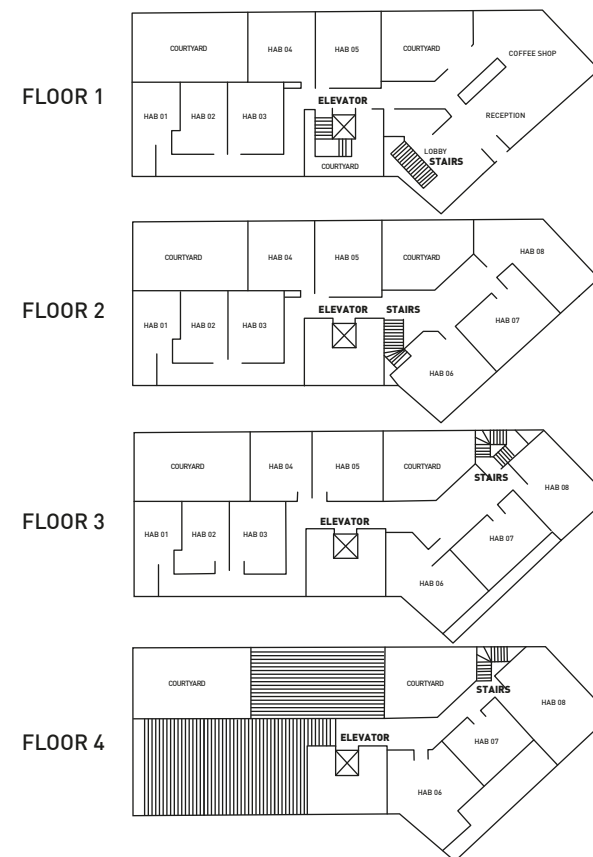 FLOOR 1
COURTYARD
HAB 04
HAB 05
COURTYARD
COFFEE SHOP
HAB 01
HAB 02
HAB 03
ELEVATOR
RECEPTION
LOBBY
STAIRS
COURTYARD
FLOOR 2
COURTYARD
HAB 04
HAB 05
COURTYARD
HAB 08
HAB 01
HAB 02
HAB 03
ELEVATOR
STAIRS
HAB 07
HAB 06
FLOOR 3
COURTYARD
HAB 04
HAB 05
COURTYARD
STAIRS
HAB 08
HAB 01
HAB 02
HAB 03
ELEVATOR
HAB 07
HAB 06
FLOOR 4
COURTYARD
COURTYARD
STAIRS
HAB 08
ELEVATOR
HAB 07
HAB 06